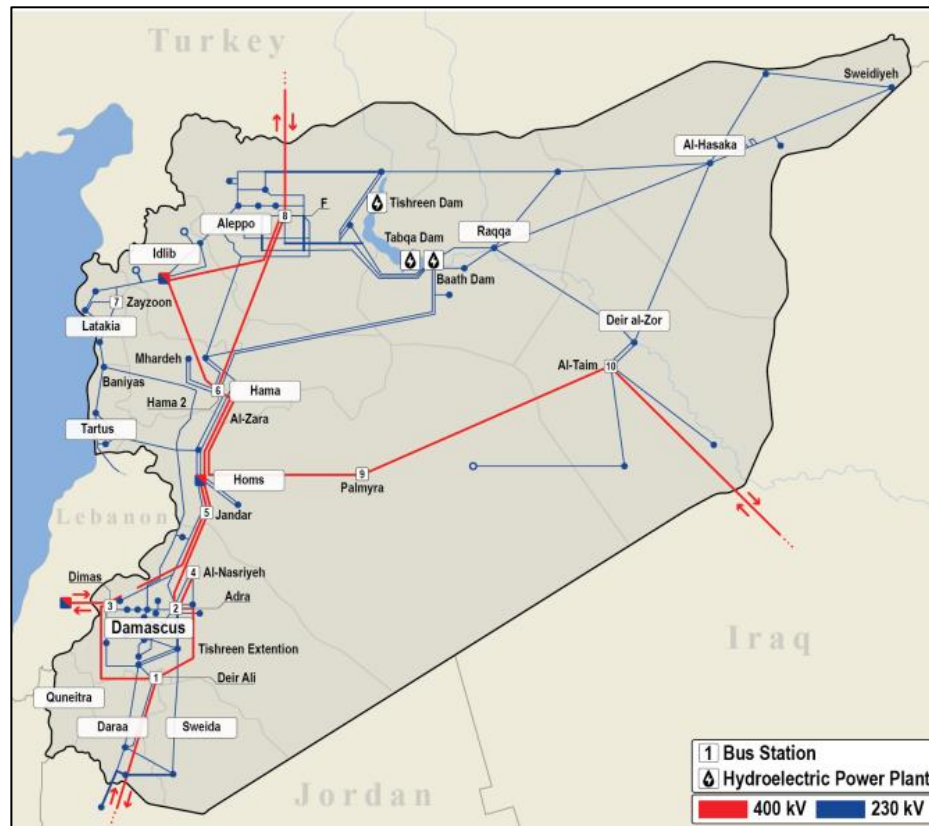 Turkey
Sweidiyeh
Al-Hasaka
F
8
Aleppo
Tishreen Dam
Raqqa
Tabqa Dam
Idlib
Baath Dam
7
Zayzoon
Latakia
Deir al-Zor
Mhardeh
Al-Taim
10
Baniyas
6
Hama
Hama 2
Al-Zara
Tartus
9
Palmyra
Homs
Lebanon
5
Jandar
4
Al-Nasriyeh
Dimas
Adra
3
2
Damascus
Tishreen Extention
Iraq
1
Deir Ali
Quneitra
Daraa
Sweida
Jordan
1 Bus Station
Hydroelectric Power Plant
400 kV 230 kV